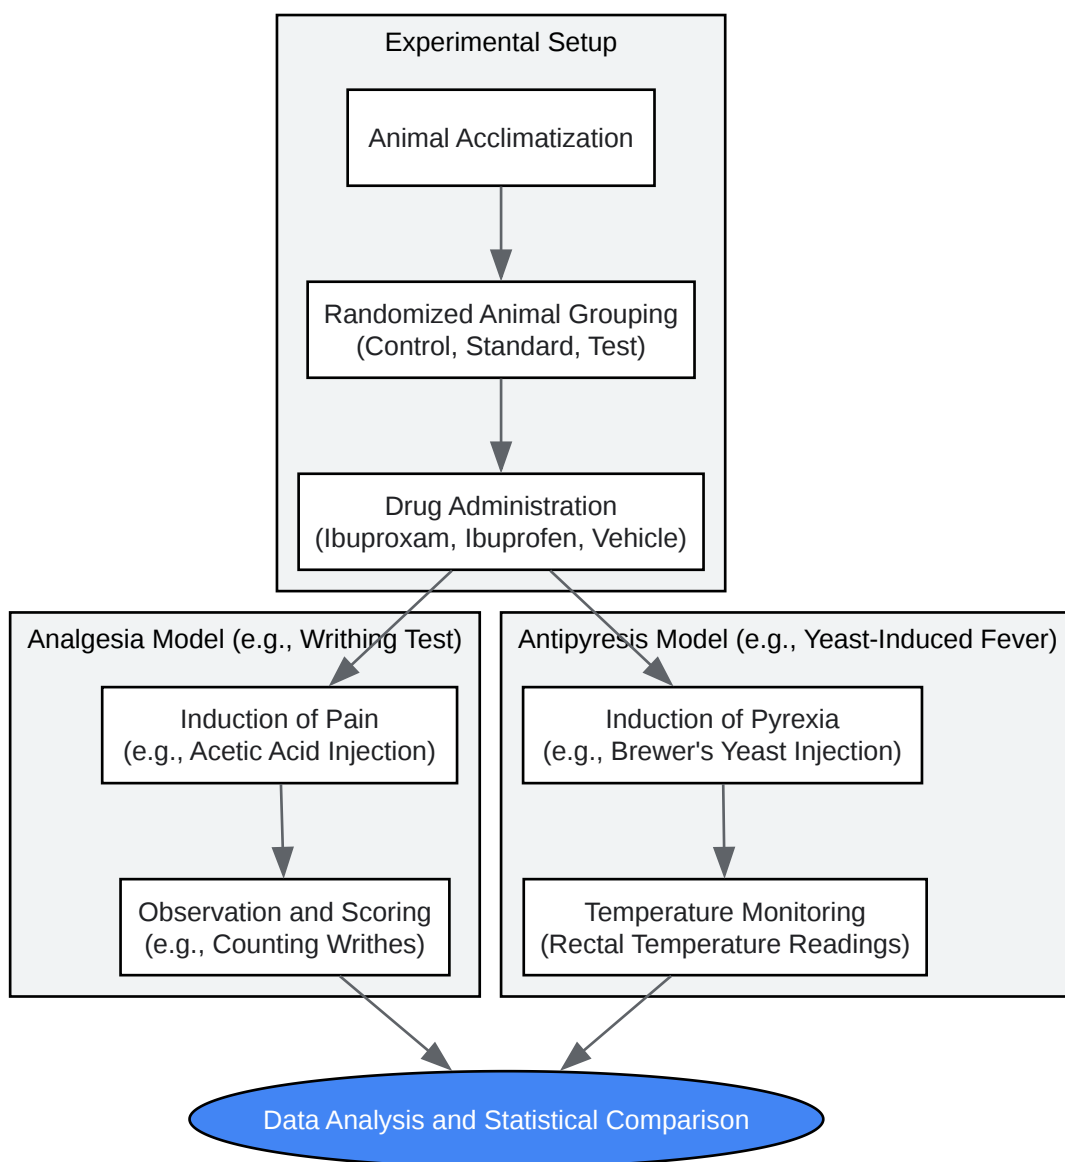 Experimental Setup
Animal Acclimatization
Randomized Animal Grouping
(Control, Standard, Test)
Drug Administration
(Ibuproxam, Ibuprofen, Vehicle)
Analgesia Model (e.g., Writhing Test)
Induction of Pain
(e.g., Acetic Acid Injection)
Observation and Scoring
(e.g., Counting Writhes)
Antipyresis Model (e.g., Yeast-Induced Fever)
Induction of Pyrexia
(e.g., Brewer's Yeast Injection)
Temperature Monitoring
(Rectal Temperature Readings)
Data Analysis and Statistical Comparison